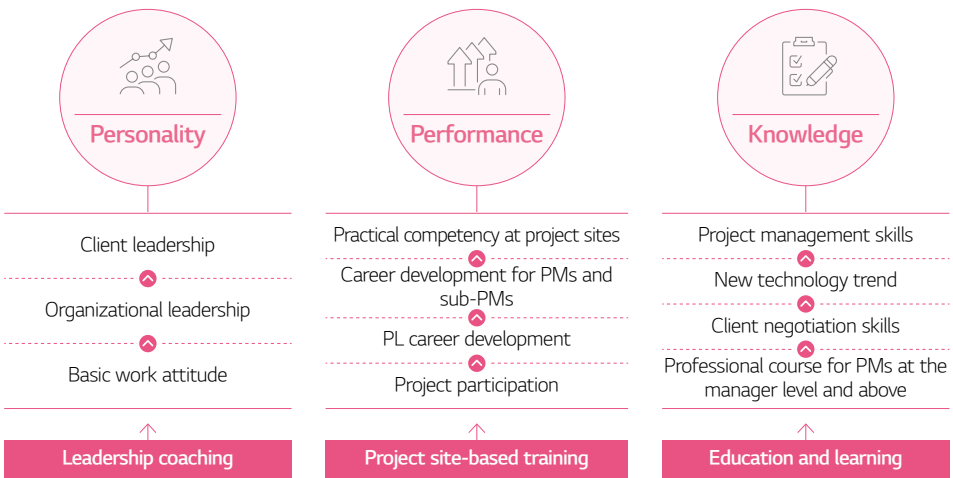 Personality
Client leadership
Organizational leadership
Basic work attitude
Leadership coaching
Performance
Practical competency at project sites
Career development for PMs and
sub-PMs
PL career development
Project participation
Project site-based training
Knowledge
Project management skills
New technology trend
Client negotiation skills
Professional course for PMs at the
manager level and above
Education and learning